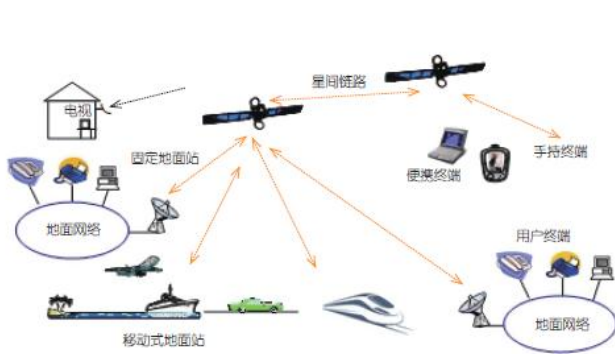 星间链路
电视
固定地面站
手持终端
便携终端
地面网络
用户终端
移动式地面站
地面网络